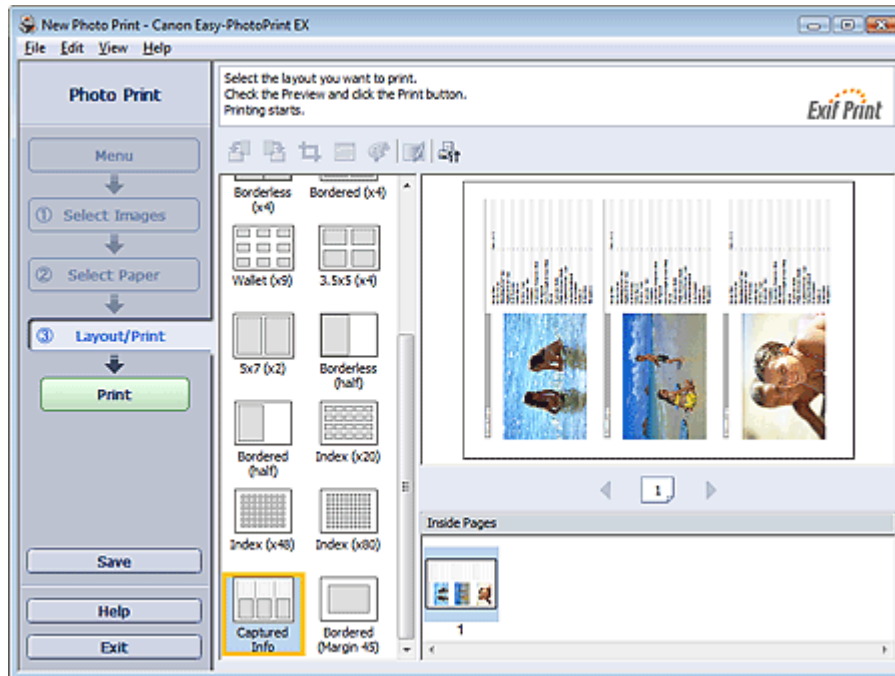 New Photo Print - Canon Easy-PhotoPrint EX
File Edit View Help
Photo Print
Menu
① Select Images
② Select Paper
③ Layout/Print
Print
Save
Help
Exit
Select the layout you want to print.
Check the Preview and click the Print button.
Printing starts.
Exif Print
Borderless
(x4)
Bordered (x4)
Wallet (x9)
3.5x5 (x4)
5x7 (x2)
Borderless
(half)
Bordered
(half)
Index (x20)
Index (x48)
Index (x80)
Captured
Info
Bordered
(Margin 45)
1
Inside Pages
1